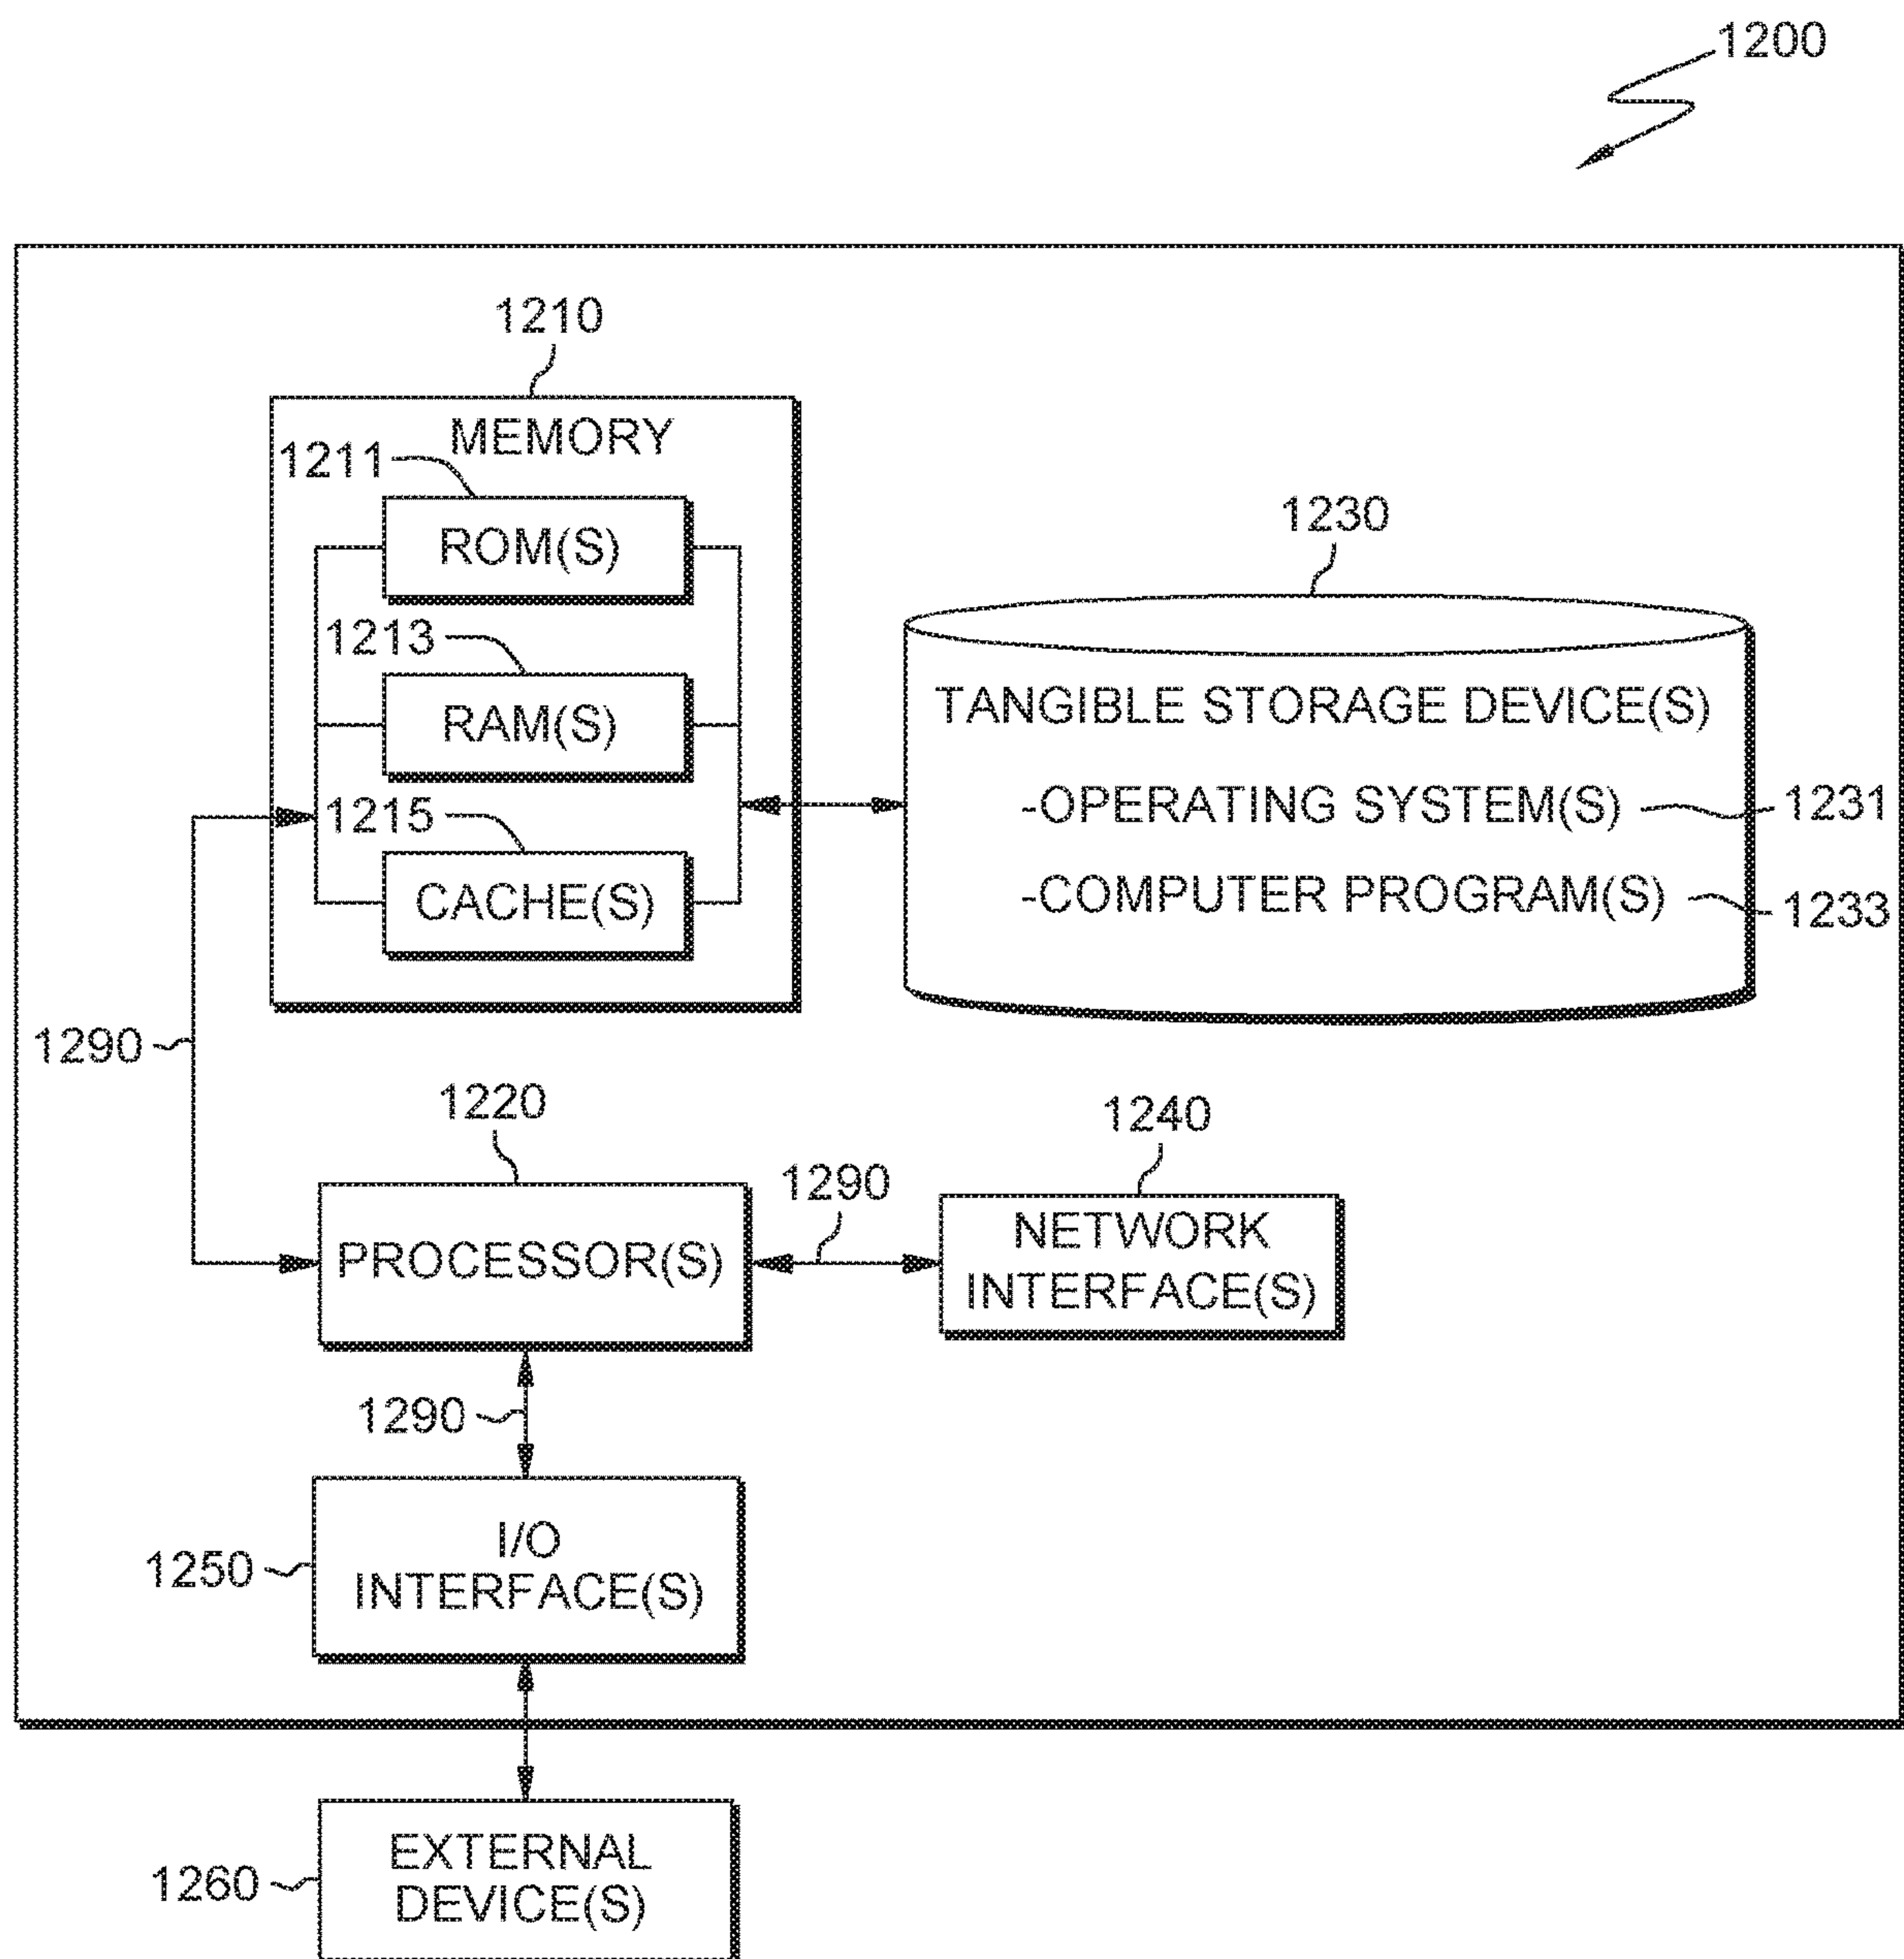 1200
1210
MEMORY
1211
ROM(S)
1213
RAM(S)
1215
CACHE(S)
1230
TANGIBLE STORAGE DEVICE(S)
-OPERATING SYSTEM(S)
1231
-COMPUTER PROGRAM(S)
1233
1290
1220
PROCESSOR(S)
1290
1240
NETWORK
INTERFACE(S)
1290
1250
I/O
INTERFACE(S)
1260
EXTERNAL
DEVICE(S)